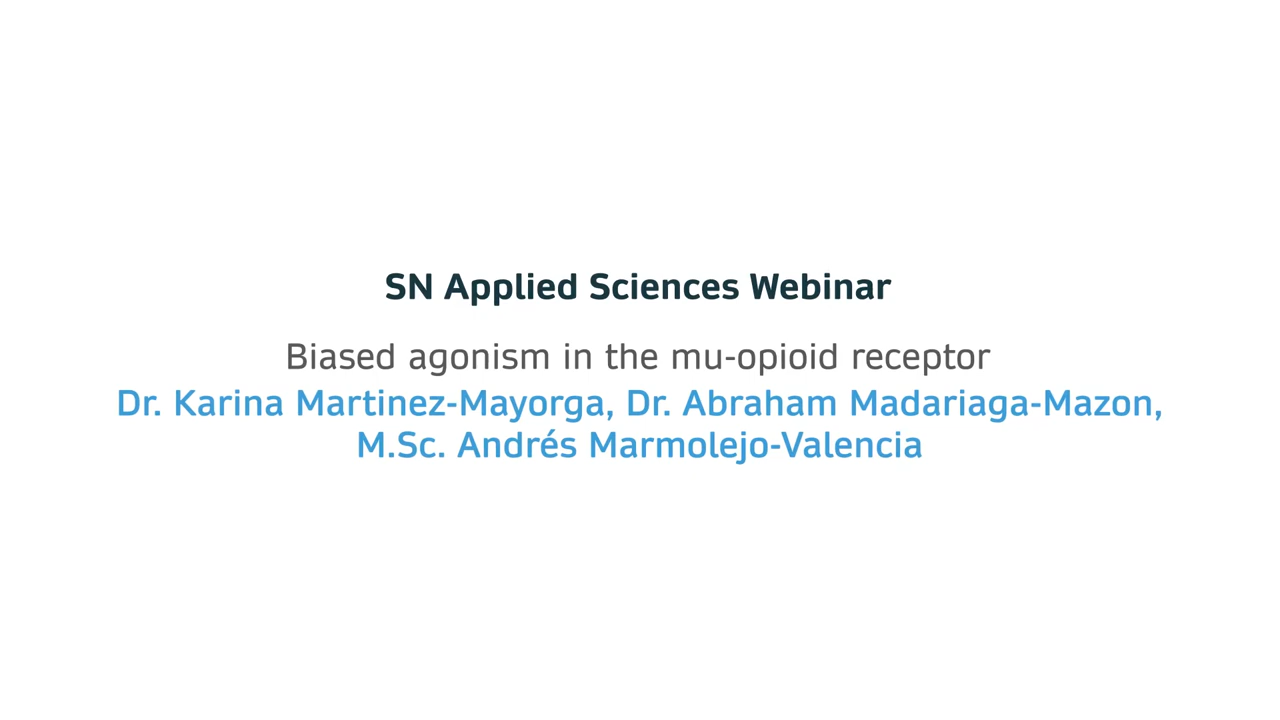 SN Applied Sciences Webinar
Biased agonism in the mu-opioid receptor
Dr. Karina Martinez-Mayorga, Dr. Abraham Madariaga-Mazon,
M.Sc. Andrés Marmolejo-Valencia